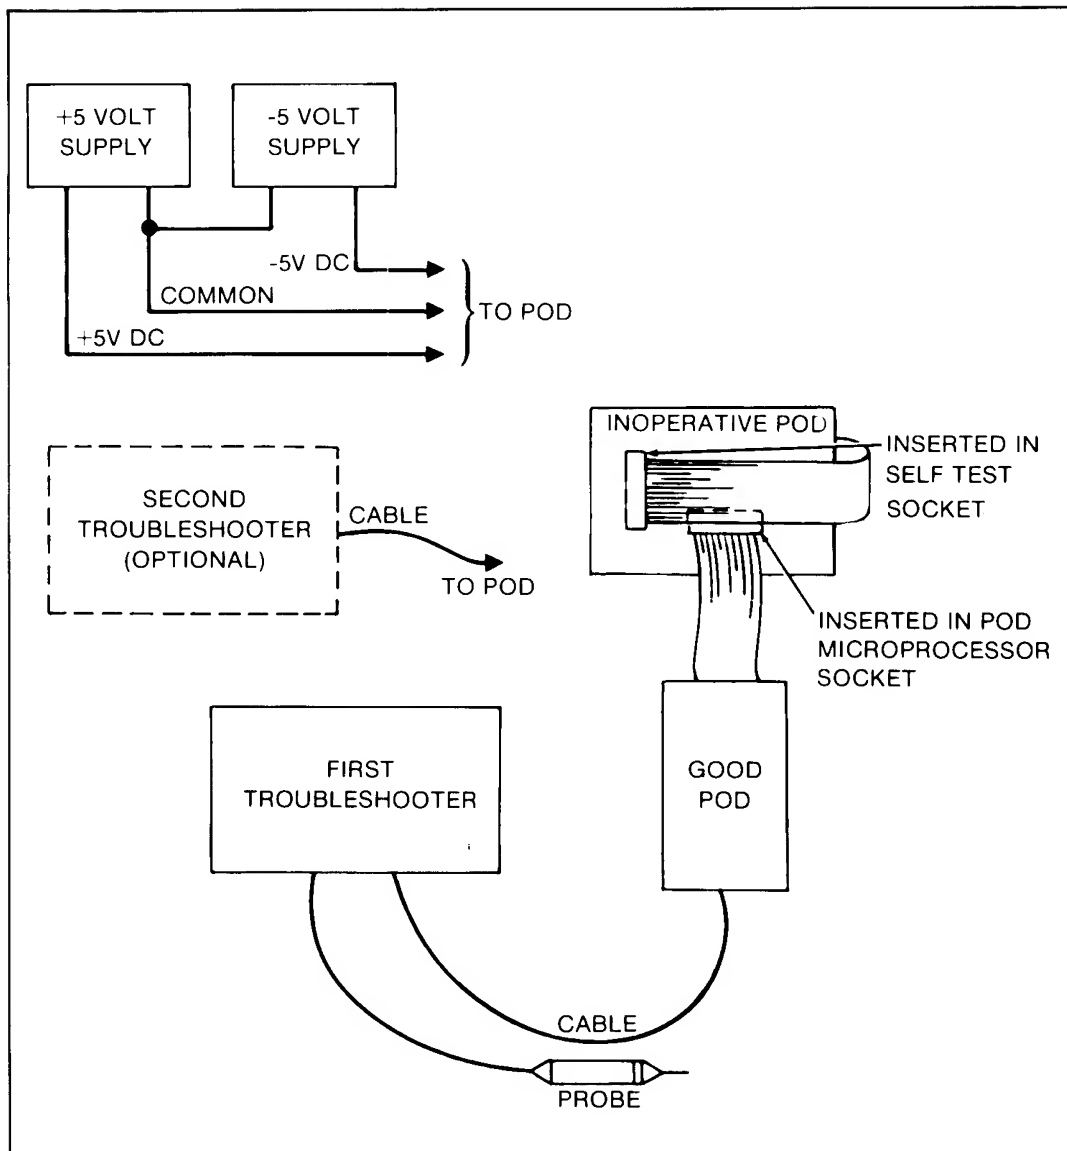 +5 VOLT
SUPPLY
-5 VOLT
SUPPLY
-5V DC
COMMON
+5V DC
TO POD
SECOND
TROUBLESHOOTER
(OPTIONAL)
CABLE
TO POD
INOPERATIVE POD
INSERTED IN
SELF TEST
SOCKET
INSERTED IN POD
MICROPROCESSOR
SOCKET
FIRST
TROUBLESHOOTER
GOOD
POD
CABLE
PROBE